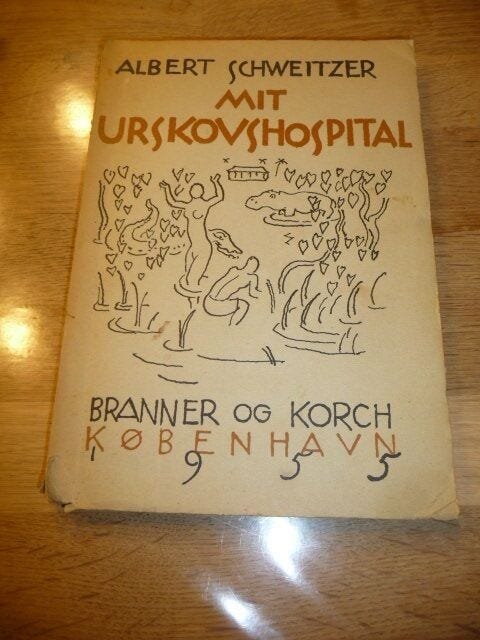 ALBERT SCHWEITZER
MIT
URSKOVSHOSPITAL
BRANNER OG KORCH
KØBENHAVN
1955